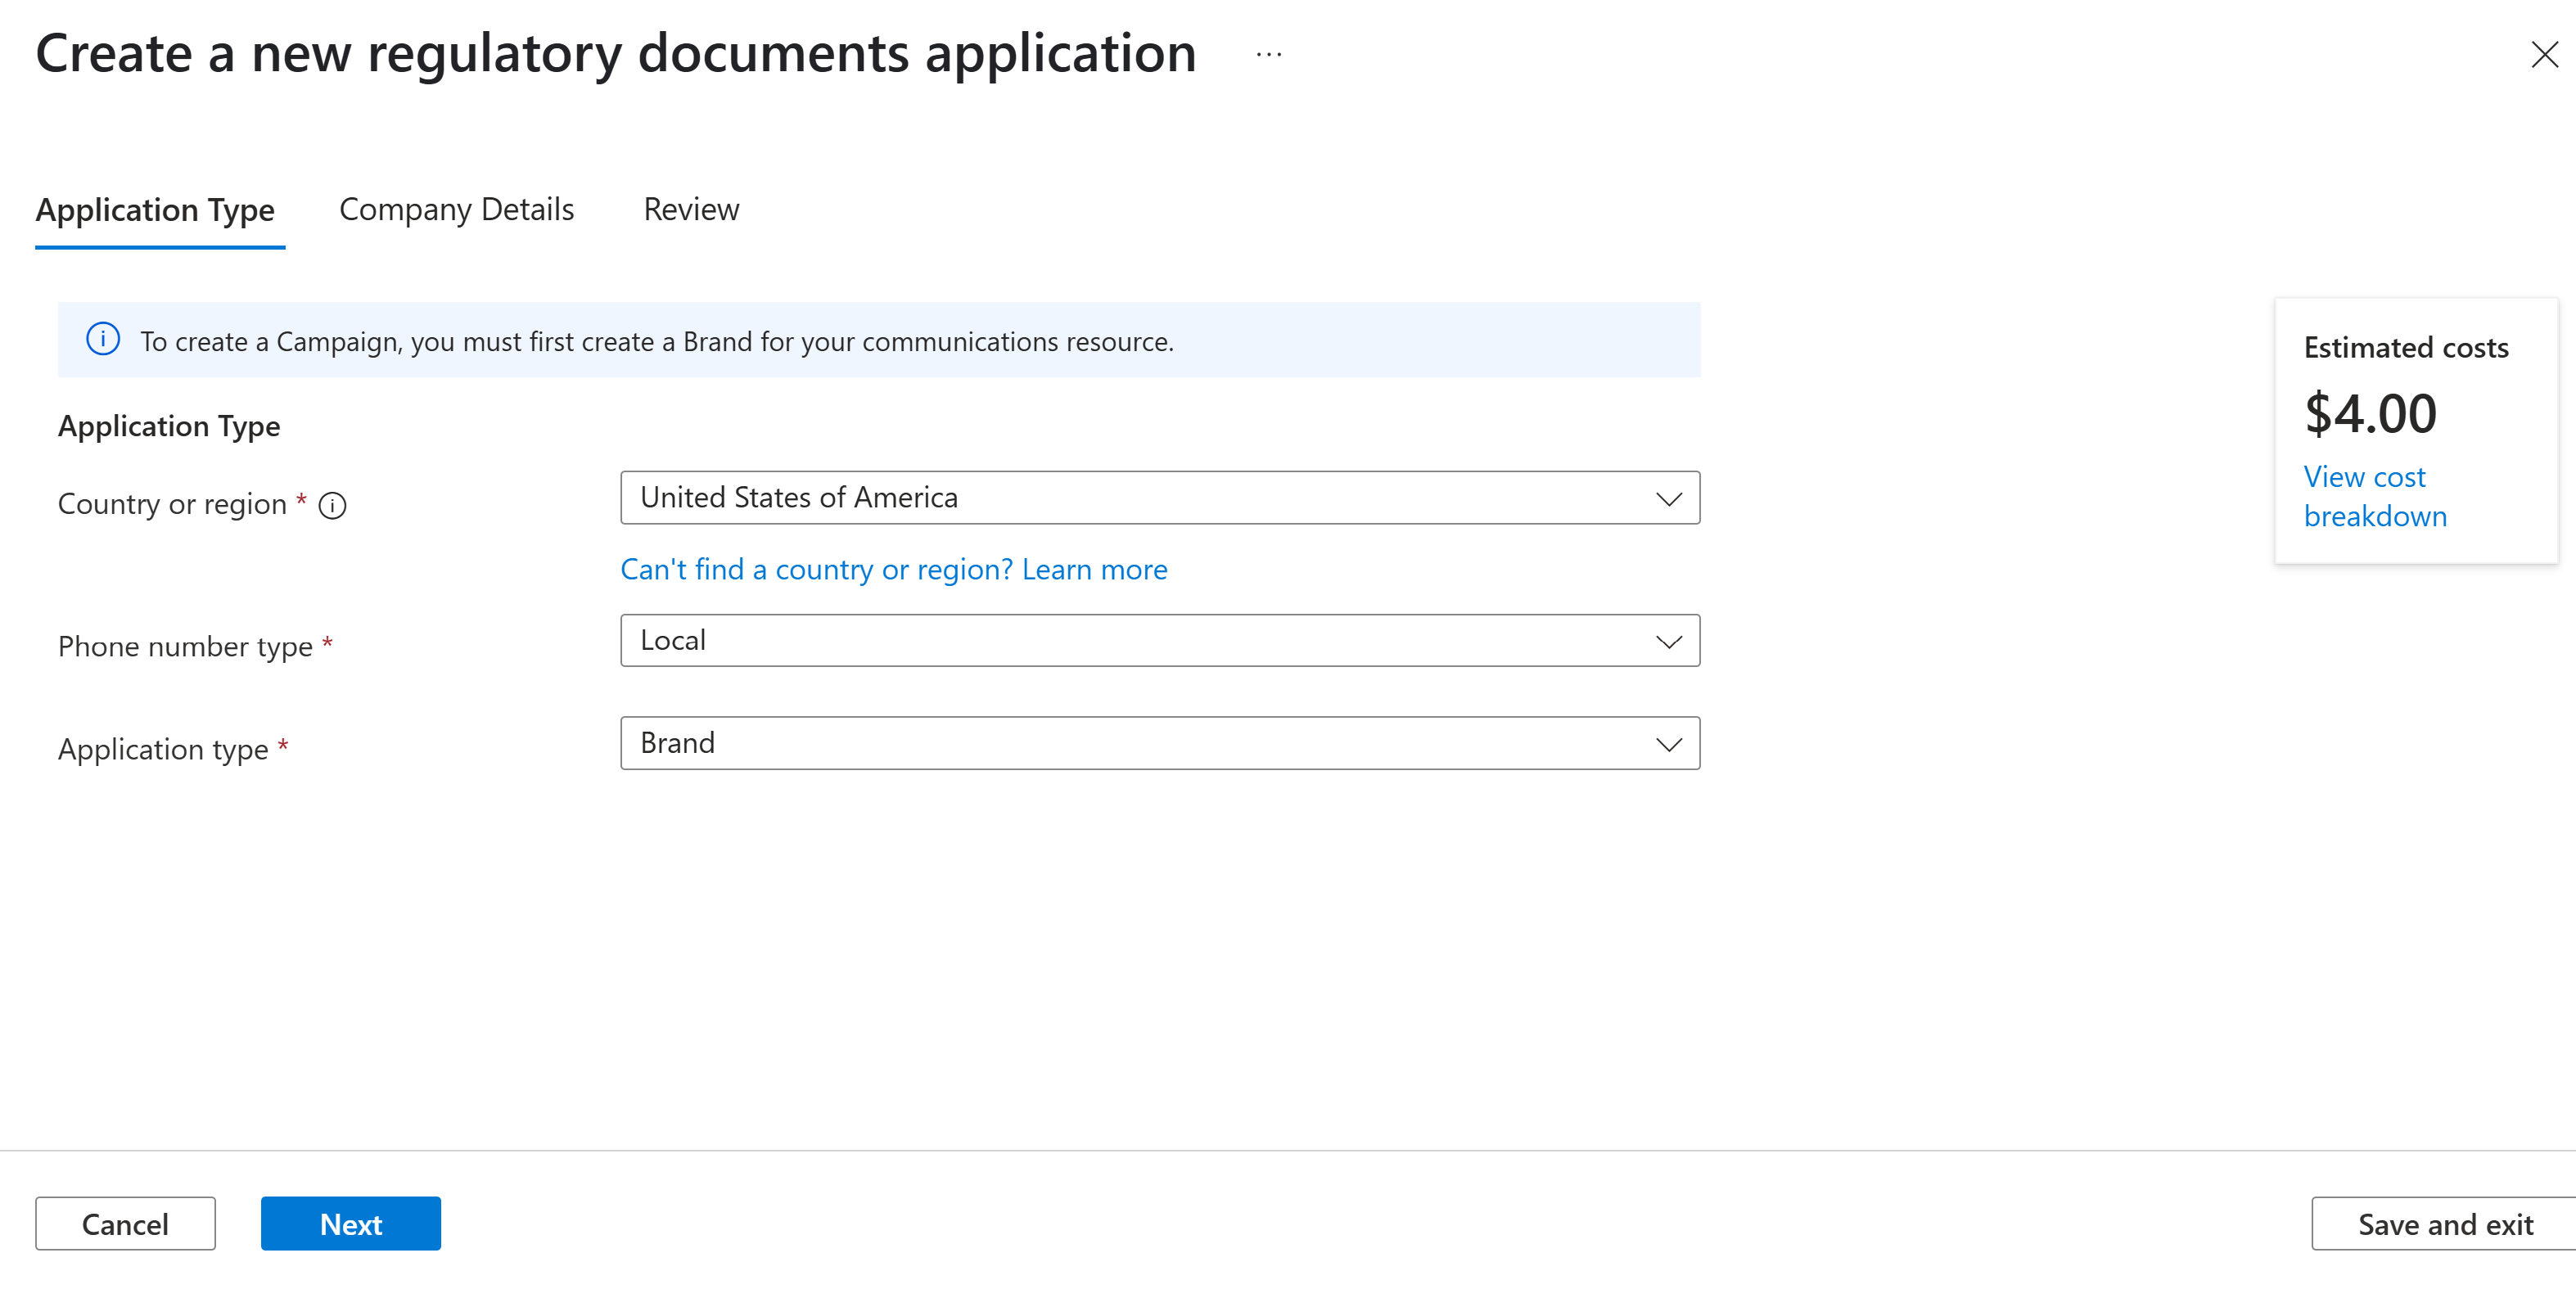 Create a new regulatory documents application ...
Application Type Company Details Review
To create a Campaign, you must first create a Brand for your communications resource.
Estimated costs
$4.00
View cost
breakdown
Application Type
Country or region *
United States of America
Can't find a country or region? Learn more
Phone number type *
Local
Application type *
Brand
Cancel Next Save and exit